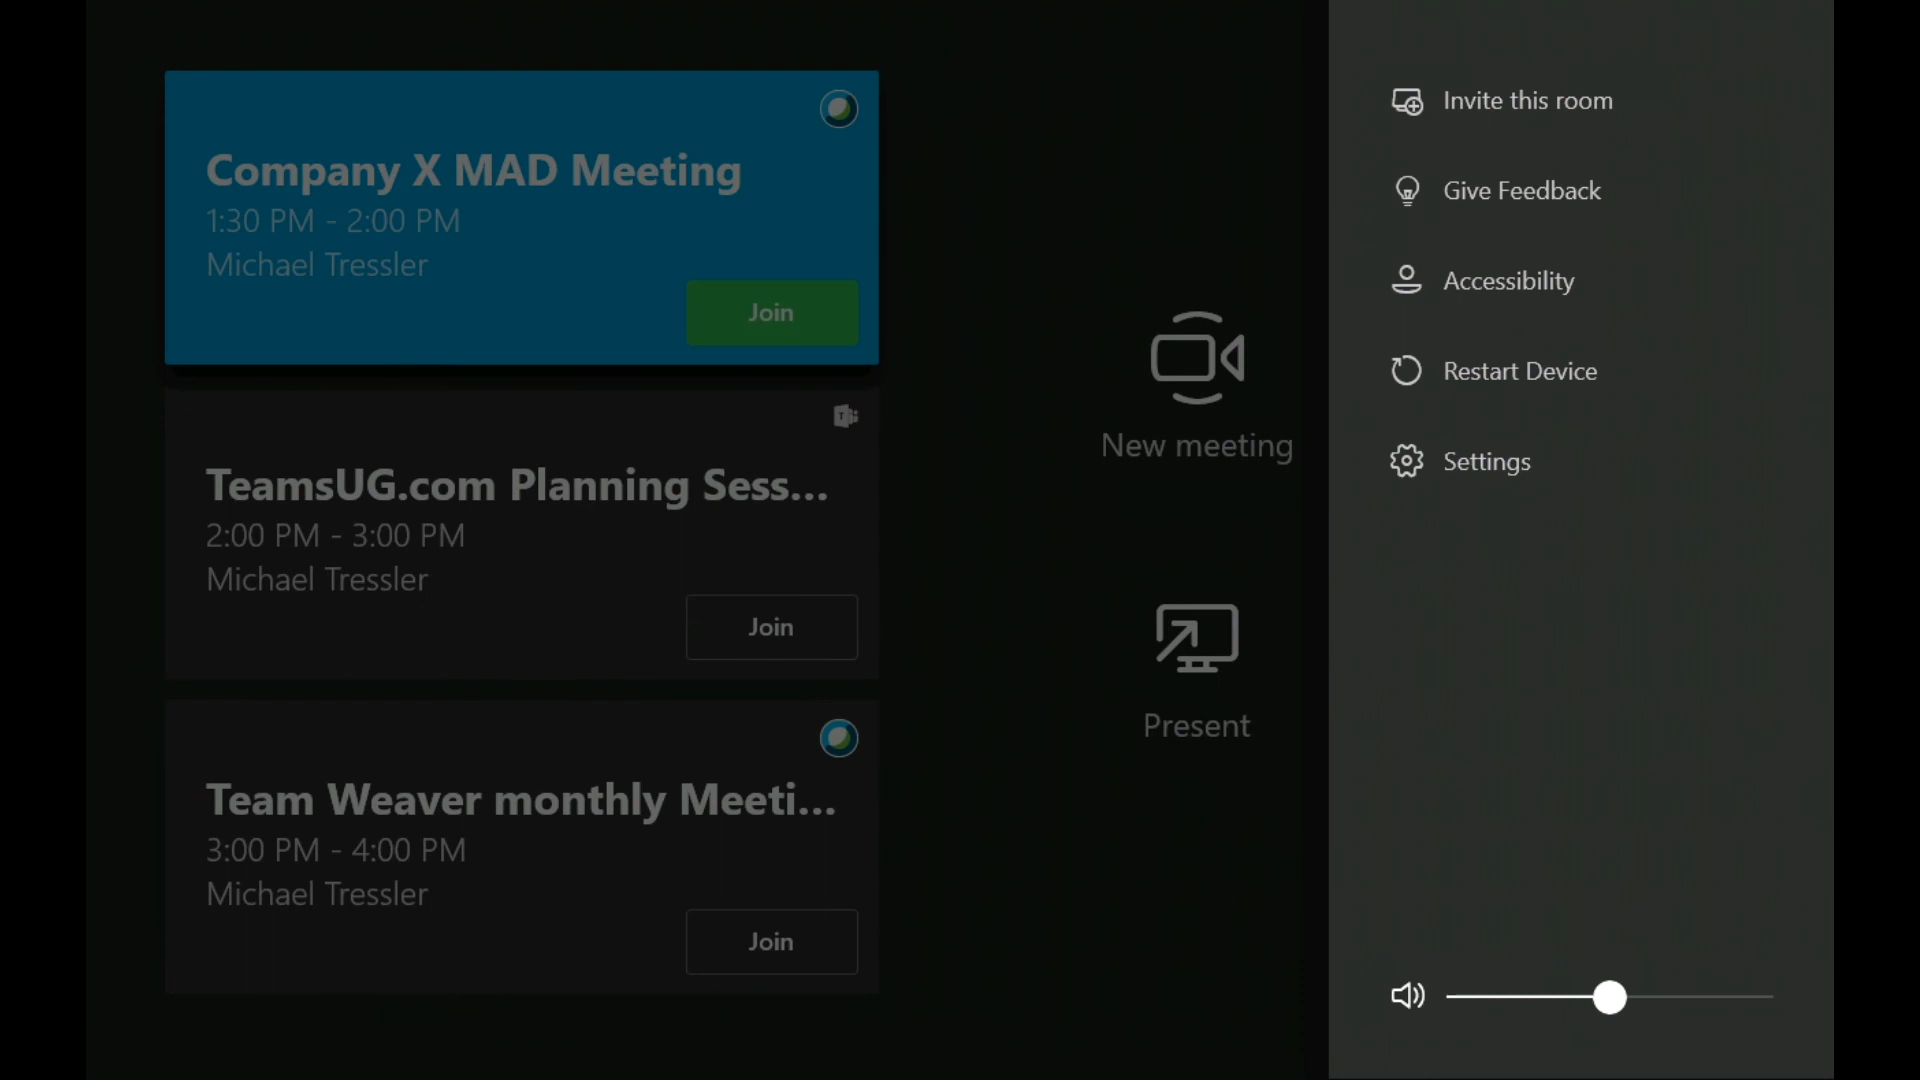 Company X MAD Meeting
1:30 PM - 2:00 PM
Michael Tressler
Join
TeamsUG.com Planning Sess...
2:00 PM - 3:00 PM
Michael Tressler
Join
Team Weaver monthly Meeti...
3:00 PM - 4:00 PM
Michael Tressler
Join
New meeting
Present
Invite this room
Give Feedback
Accessibility
Restart Device
Settings